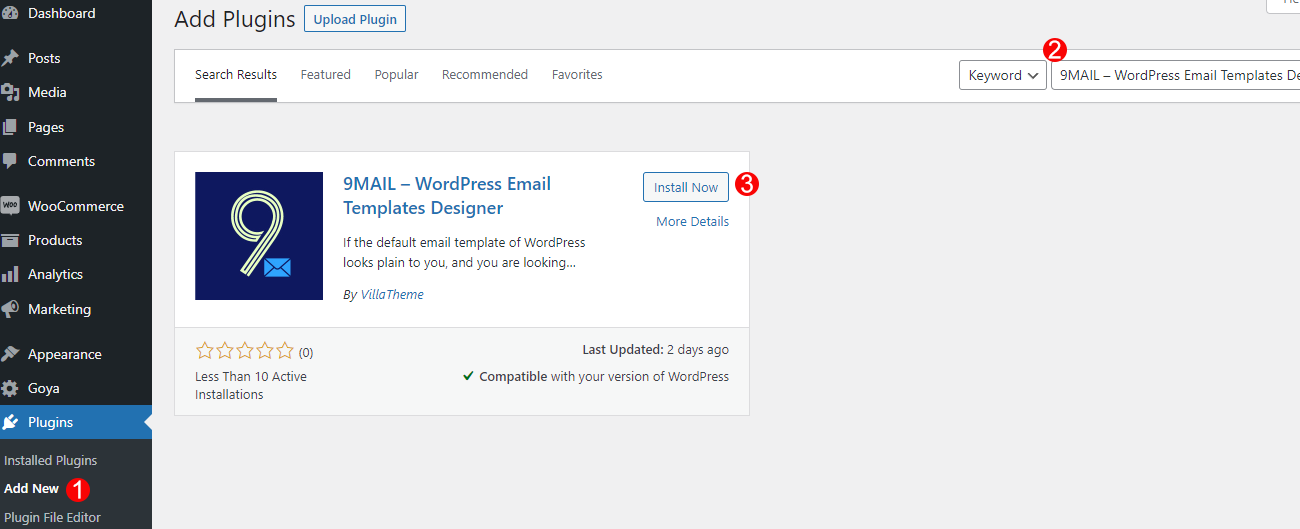 Dashboard
Posts
Media
Pages
Comments
WOO WooCommerce
Products
Analytics
Marketing
Appearance
Goya
Plugins
Installed Plugins
Add New 1
Plugin File Editor
Add Plugins Upload Plugin
Search Results Featured Popular Recommended Favorites
2
Keyword 9MAIL – WordPress Email Templates De
9MAIL – WordPress Email
Templates Designer
If the default email template of WordPress
looks plain to you, and you are looking…
By VillaTheme
Install Now 3
More Details
9
(0)
Less Than 10 Active
Installations
Last Updated: 2 days ago
Compatible with your version of WordPress